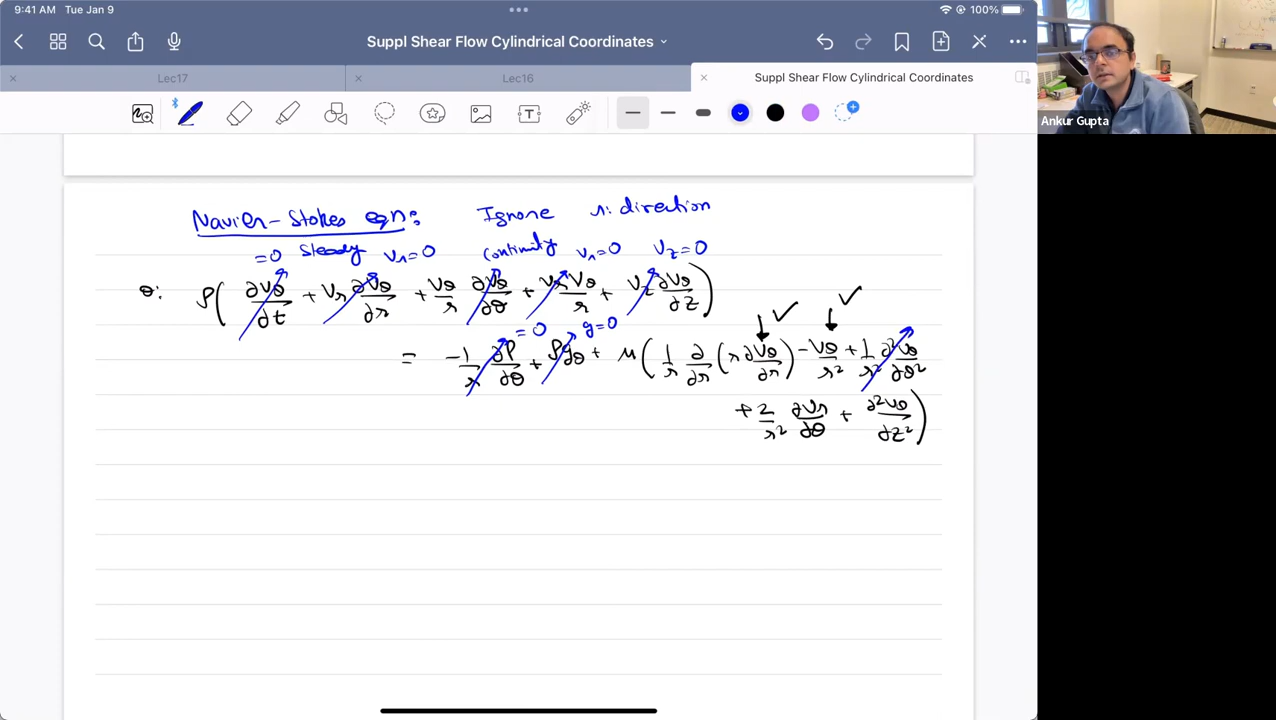 9:41 AM Tue Jan 9
100%
Suppl Shear Flow Cylindrical Coordinates
Lec17
Lec16
Suppl Shear Flow Cylindrical Coordinates
Ankur Gupta
Navier-Stokes eqn: Ignore r: direction
=0 Steady vr=0 continuity vr=0 vz=0
θ: ρ( ∂vθ/∂t + vr ∂vθ/∂r + vθ/r ∂vθ/∂θ + vr vθ/r + vz ∂vθ/∂z )
=0 g=0
= -1/r ∂P/∂θ + ρgθ + μ( 1/r ∂/∂r ( r ∂vθ/∂r ) - vθ/r² + 1/r² ∂²vθ/∂θ²
+ 2/r² ∂vr/∂θ + ∂²vθ/∂z² )